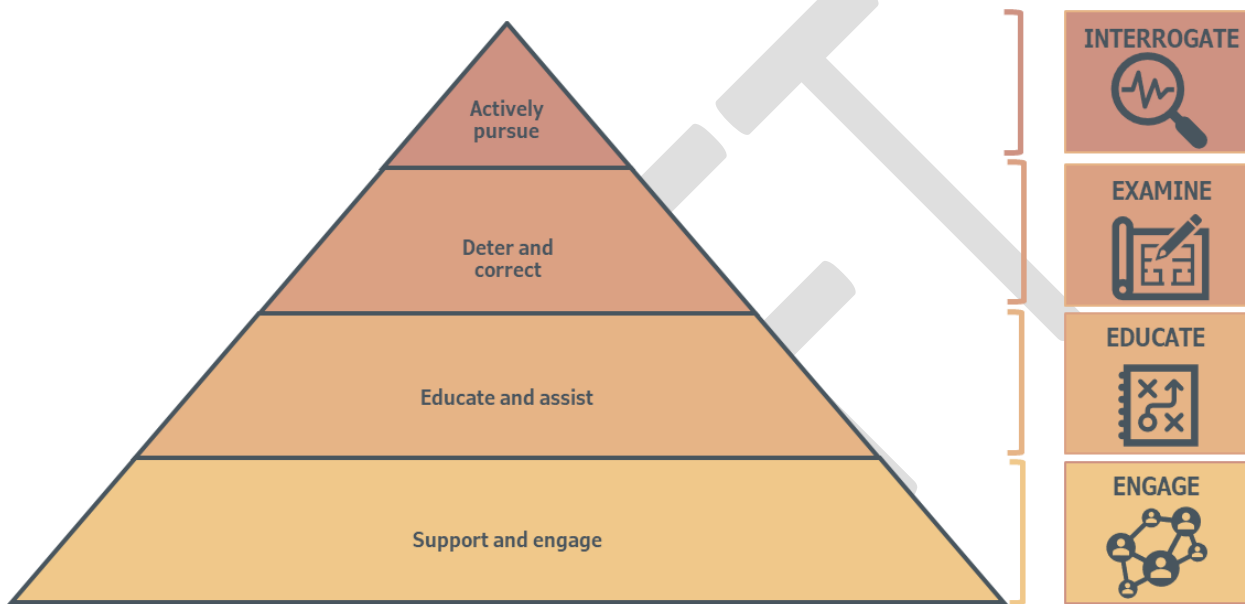 Actively
pursue
INTERROGATE
Deter and
correct
EXAMINE
Educate and assist
EDUCATE
Support and engage
ENGAGE